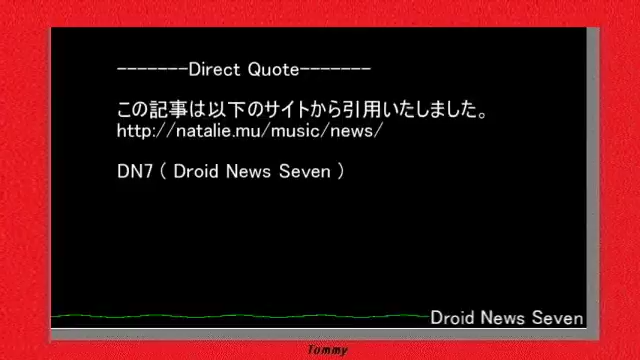 -------Direct Quote-------
この記事は以下のサイトから引用いたしました。
http://natalie.mu/music/news/
DN7 ( Droid News Seven )
Droid News Seven
Tommy